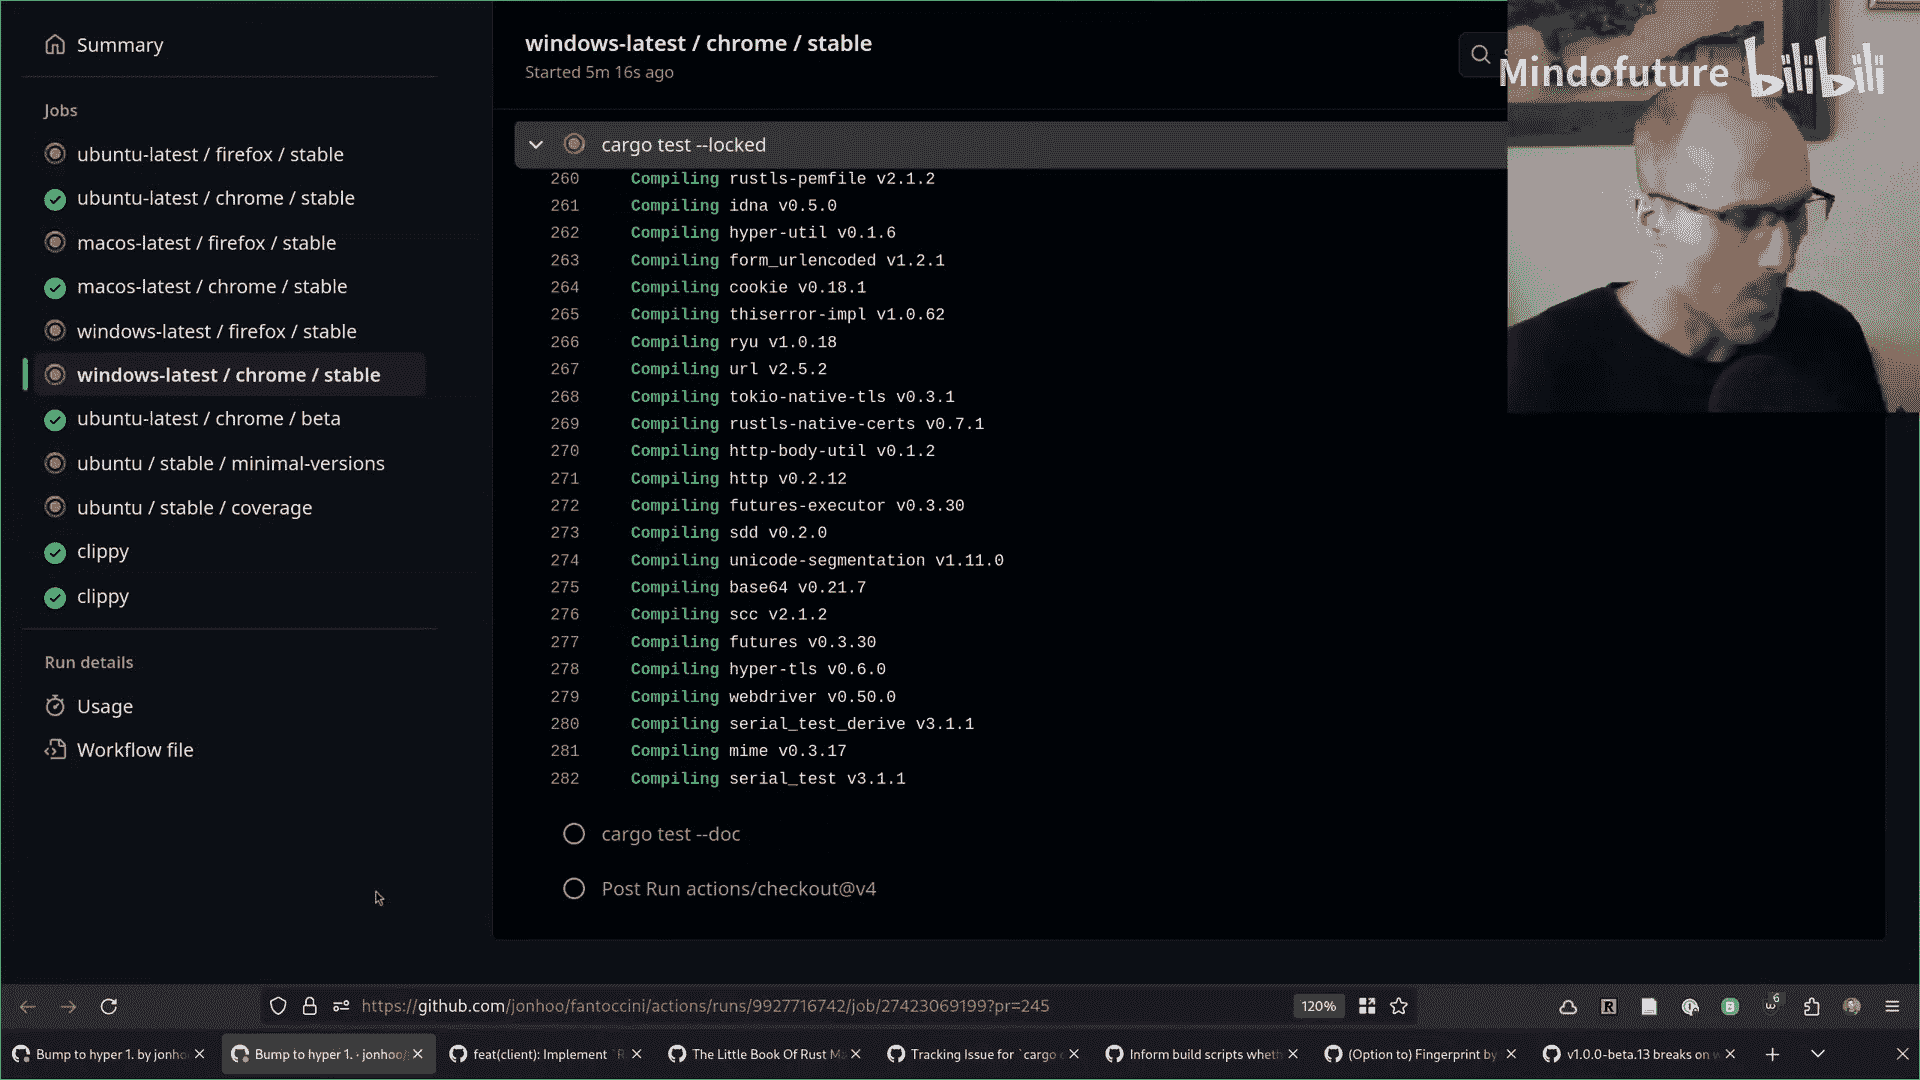 Summary
Jobs
ubuntu-latest / firefox / stable
ubuntu-latest / chrome / stable
macos-latest / firefox / stable
macos-latest / chrome / stable
windows-latest / firefox / stable
windows-latest / chrome / stable
ubuntu-latest / chrome / beta
ubuntu / stable / minimal-versions
ubuntu / stable / coverage
clippy
clippy
Run details
Usage
Workflow file
windows-latest / chrome / stable
Started 5m 16s ago
Mindofuture bilibili
cargo test --locked
260 Compiling rustls-pemfile v2.1.2
261 Compiling idna v0.5.0
262 Compiling hyper-util v0.1.6
263 Compiling form_urlencoded v1.2.1
264 Compiling cookie v0.18.1
265 Compiling thiserror-impl v1.0.62
266 Compiling ryu v1.0.18
267 Compiling url v2.5.2
268 Compiling tokio-native-tls v0.3.1
269 Compiling rustls-native-certs v0.7.1
270 Compiling http-body-util v0.1.2
271 Compiling http v0.2.12
272 Compiling futures-executor v0.3.30
273 Compiling sdd v0.2.0
274 Compiling unicode-segmentation v1.11.0
275 Compiling base64 v0.21.7
276 Compiling scc v2.1.2
277 Compiling futures v0.3.30
278 Compiling hyper-tls v0.6.0
279 Compiling webdriver v0.50.0
280 Compiling serial_test_derive v3.1.1
281 Compiling mime v0.3.17
282 Compiling serial_test v3.1.1
cargo test --doc
Post Run actions/checkout@v4
https://github.com/jonhoo/fantoccini/actions/runs/9927716742/job/27423069199?pr=245 120% 6
Bump to hyper 1. by jonho Bump to hyper 1. · jonhoo/ feat(client): Implement The Little Book Of Rust M Tracking Issue for `cargo Inform build scripts wheth (Option to) Fingerprint by v1.0.0-beta.13 breaks on